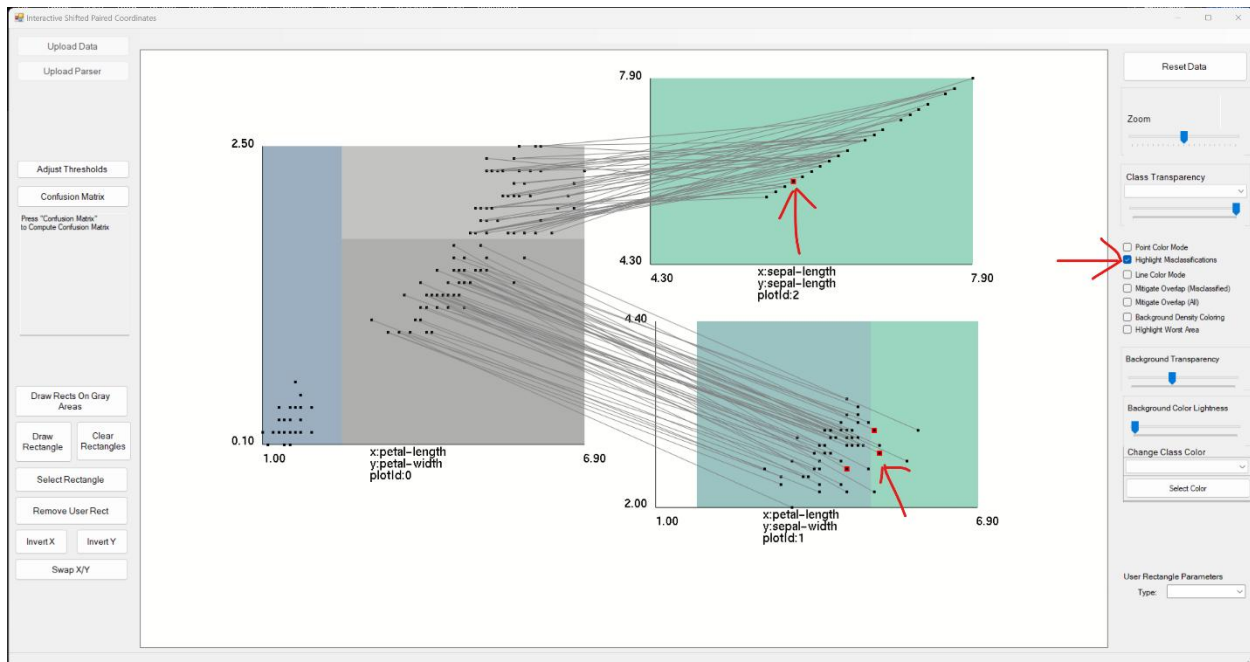 Interactive Shifted Paired Coordinates
Upload Data
Upload Parser
Adjust Thresholds
Confusion Matrix
Press "Confusion Matrix"
to Compute Confusion Matrix
Draw Rects On Gray
Areas
Draw
Rectangle
Clear
Rectangles
Select Rectangle
Remove User Rect
Invert X
Invert Y
Swap X/Y
2.50
0.10
1.00
6.90
x:petal-length
y:petal-width
plotId:0
7.90
4.30
4.30
7.90
x:sepal-length
y:sepal-length
plotId:2
4.40
2.00
1.00
6.90
x:petal-length
y:sepal-width
plotId:1
Reset Data
Zoom
Class Transparency
Point Color Mode
Highlight Misclassifications
Line Color Mode
Mitigate Overlap (Misclassified)
Mitigate Overlap (All)
Background Density Coloring
Highlight Worst Area
Background Transparency
Background Color Lightness
Change Class Color
Select Color
User Rectangle Parameters
Type: